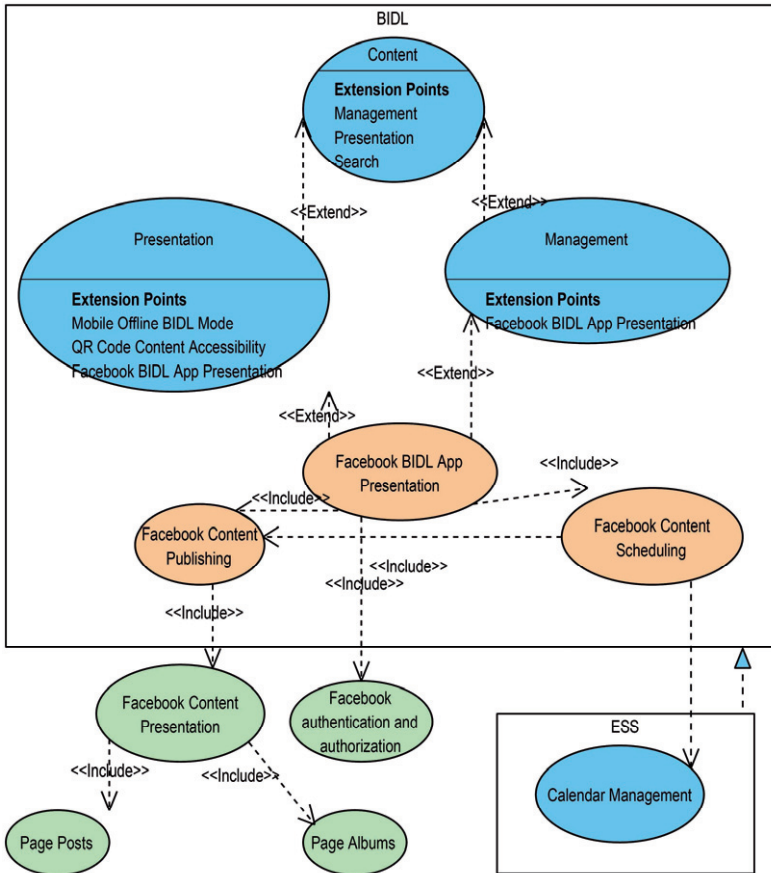 BIDL
Content
Extension Points
Management
Presentation
Search
<<Extend>>
<<Extend>>
Presentation
Extension Points
Mobile Offline BIDL Mode
QR Code Content Accessibility
Facebook BIDL App Presentation
Management
Extension Points
Facebook BIDL App Presentation
<<Extend>>
<<Extend>>
Facebook BIDL App
Presentation
<<Include>>
<<Include>>
Facebook Content
Publishing
Facebook Content
Scheduling
<<Include>>
<<Include>>
<<Include>>
Facebook Content
Presentation
Facebook
authentication and
authorization
ESS
<<Include>>
<<Include>>
Calendar Management
Page Posts
Page Albums